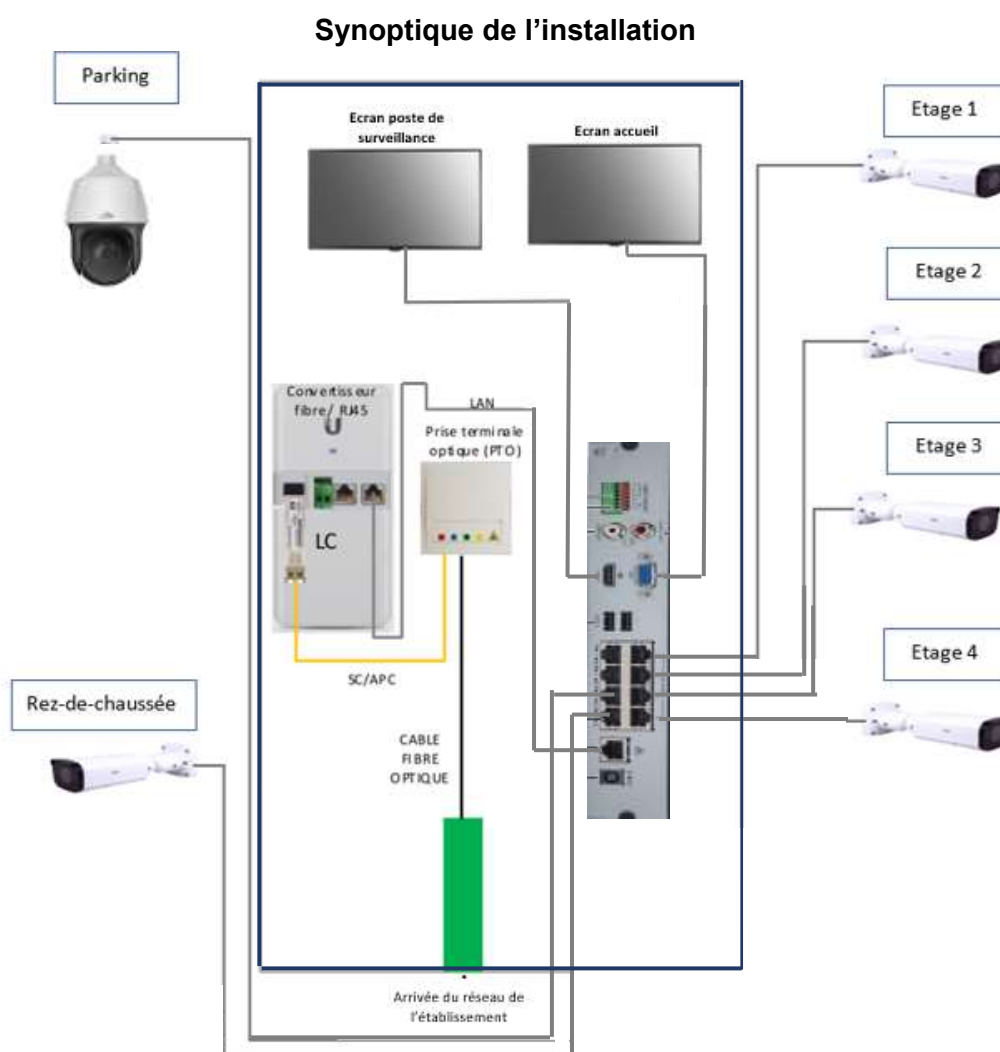 Synoptique de l'installation
Parking
Ecran poste de
surveillance
Ecran accueil
Etage 1
Etage 2
Convertisseur
fibre/ RJ45
LAN
Prise terminale
optique (PTO)
Etage 3
LC
SC/APC
Etage 4
Rez-de-chaussée
CABLE
FIBRE
OPTIQUE
Arrivée du réseau de
l'établissement